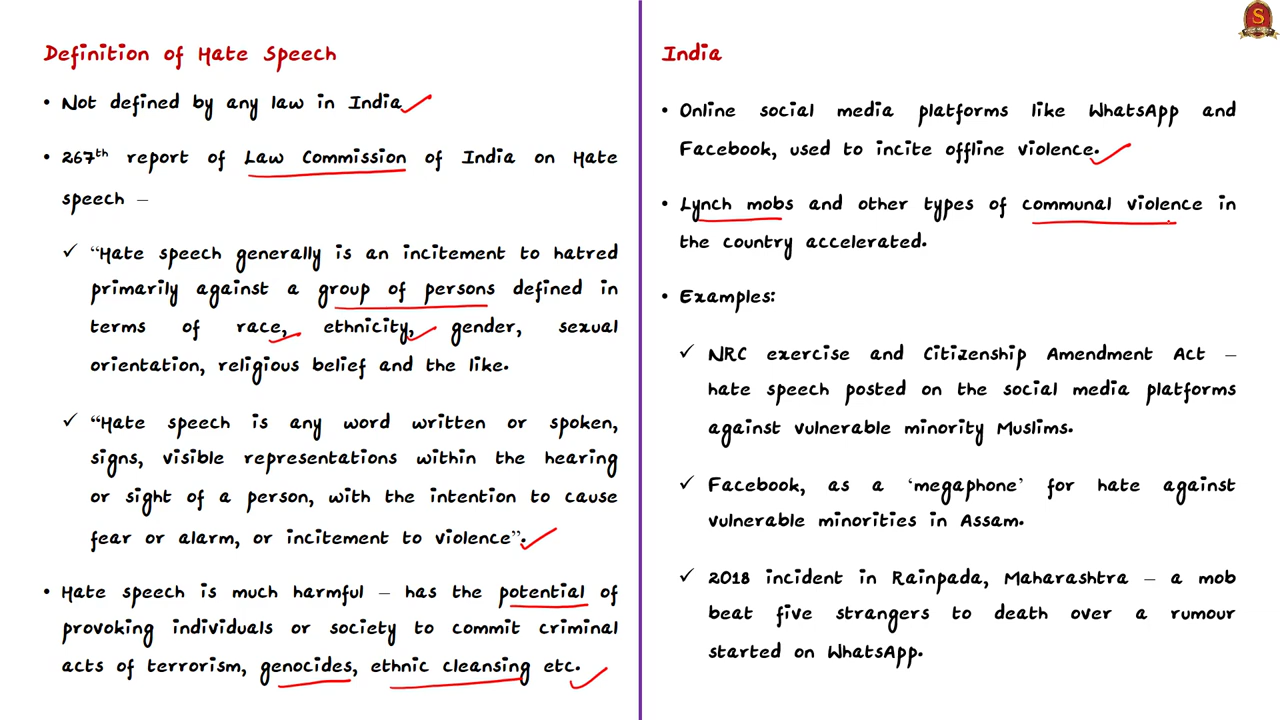 Definition of Hate Speech
• Not defined by any law in India
• 267th report of Law Commission of India on Hate
speech –
✓ “Hate speech generally is an incitement to hatred
primarily against a group of persons defined in
terms of race, ethnicity, gender, sexual
orientation, religious belief and the like.
✓ “Hate speech is any word written or spoken,
signs, visible representations within the hearing
or sight of a person, with the intention to cause
fear or alarm, or incitement to violence”.
• Hate speech is much harmful – has the potential of
provoking individuals or society to commit criminal
acts of terrorism, genocides, ethnic cleansing etc.
India
• Online social media platforms like WhatsApp and
Facebook, used to incite offline violence.
• Lynch mobs and other types of communal violence in
the country accelerated.
• Examples:
✓ NRC exercise and Citizenship Amendment Act –
hate speech posted on the social media platforms
against vulnerable minority Muslims.
✓ Facebook, as a ‘megaphone’ for hate against
vulnerable minorities in Assam.
✓ 2018 incident in Rainpada, Maharashtra – a mob
beat five strangers to death over a rumour
started on WhatsApp.
S